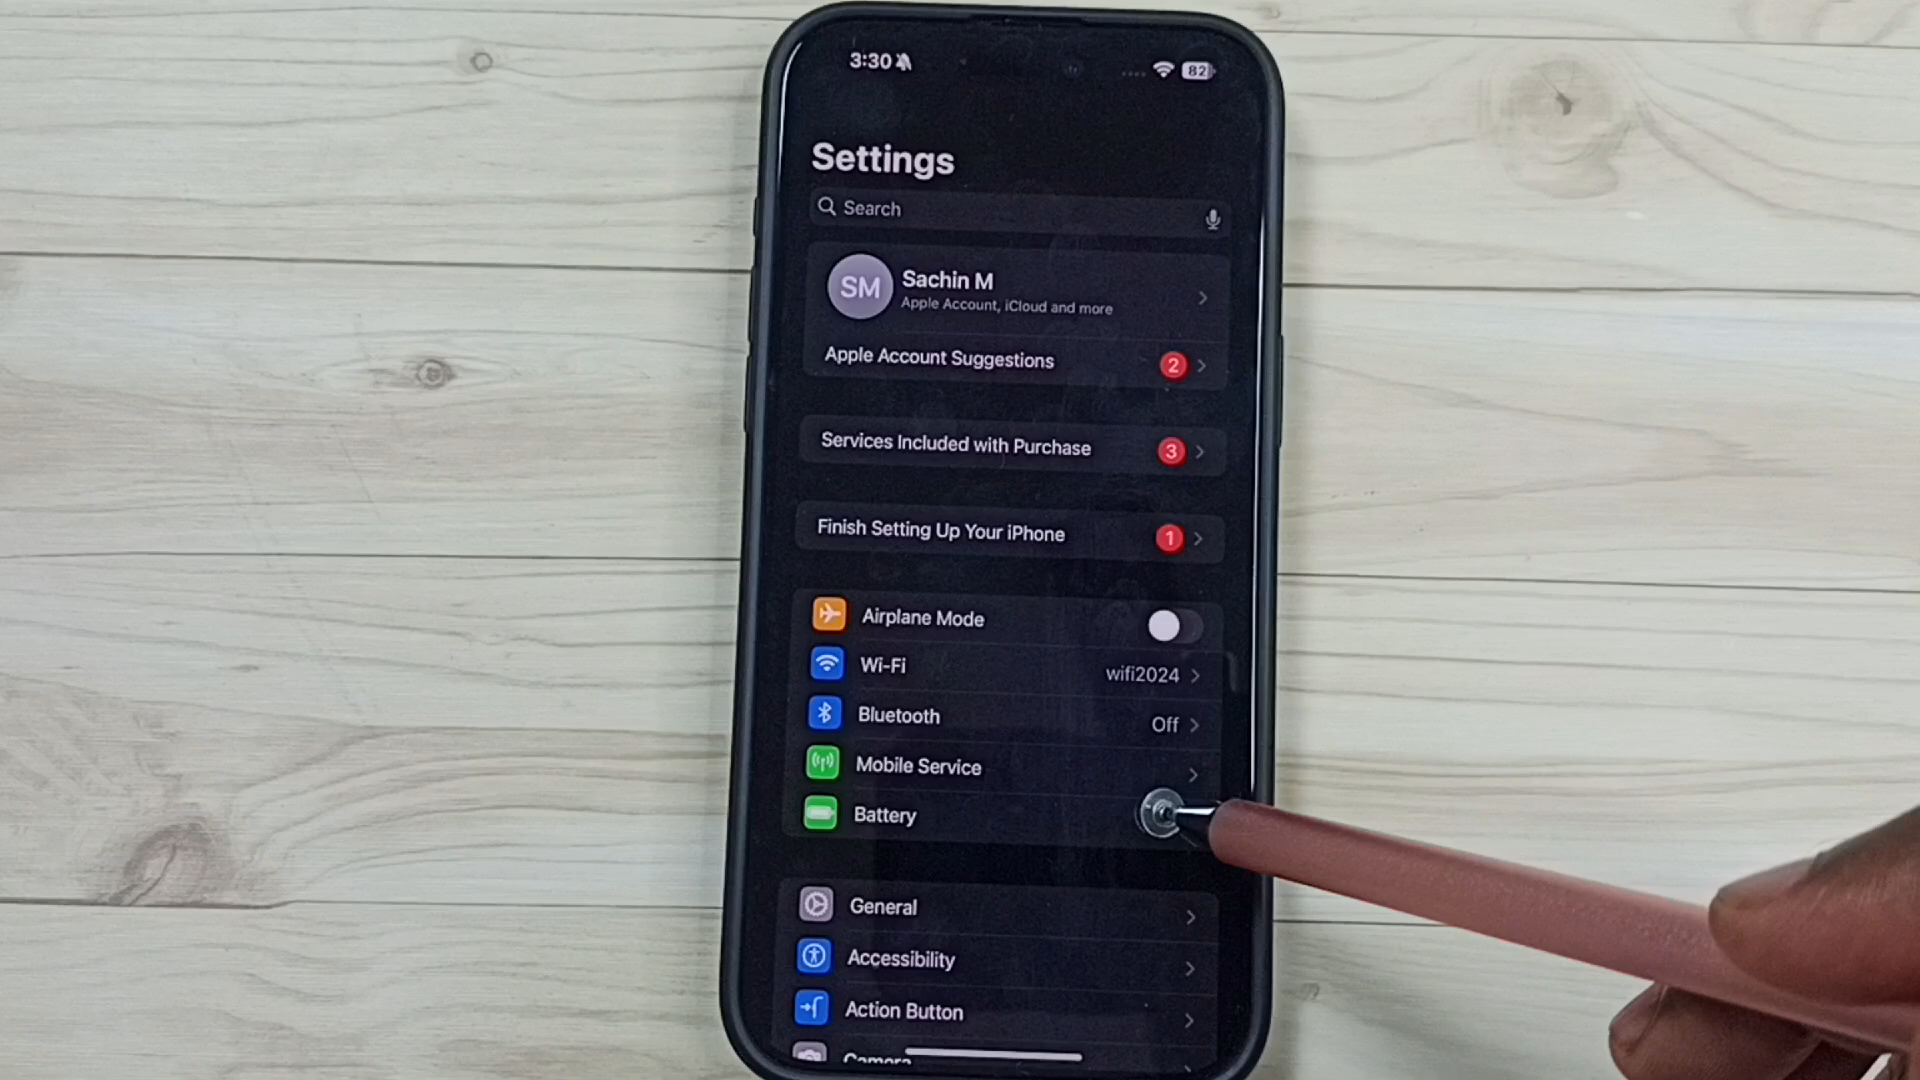 3:30
82
Settings
Search
SM
Sachin M
Apple Account, iCloud and more
Apple Account Suggestions 2
Services Included with Purchase 3
Finish Setting Up Your iPhone 1
Airplane Mode
Wi-Fi wifi2024
Bluetooth Off
Mobile Service
Battery
General
Accessibility
Action Button
Camera